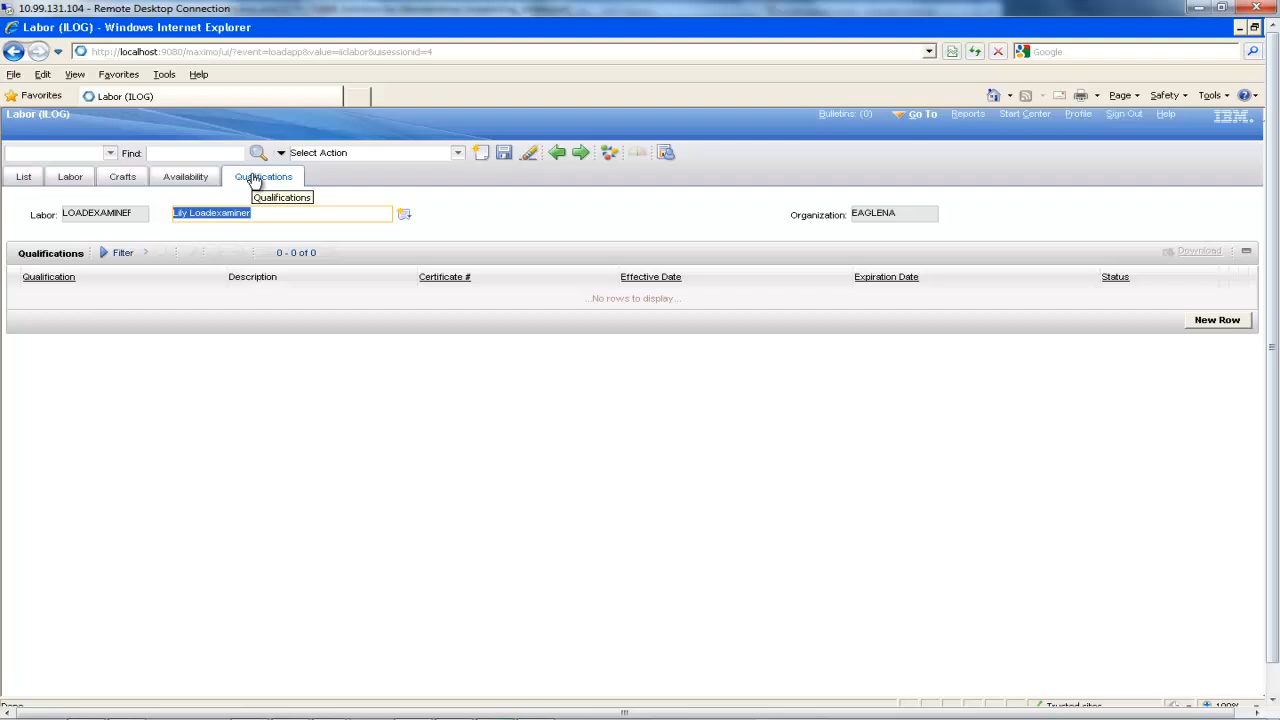 10.99.131.104 - Remote Desktop Connection
Labor (ILOG) - Windows Internet Explorer
http://localhost:9080/maximo/ui/?event=loadapp&value=iiclabor&uisessionid=4
Google
File Edit View Favorites Tools Help
Favorites Labor (ILOG) Page Safety Tools
Labor (ILOG) Bulletins: (0) Go To Reports Start Center Profile Sign Out Help IBM.
Find: Select Action
List Labor Crafts Availability Qualifications
Qualifications
Labor: LOADEXAMINEF Lily Loadexaminer Organization: EAGLENA
Qualifications Filter 0 - 0 of 0 Download
Qualification Description Certificate # Effective Date Expiration Date Status
...No rows to display...
New Row